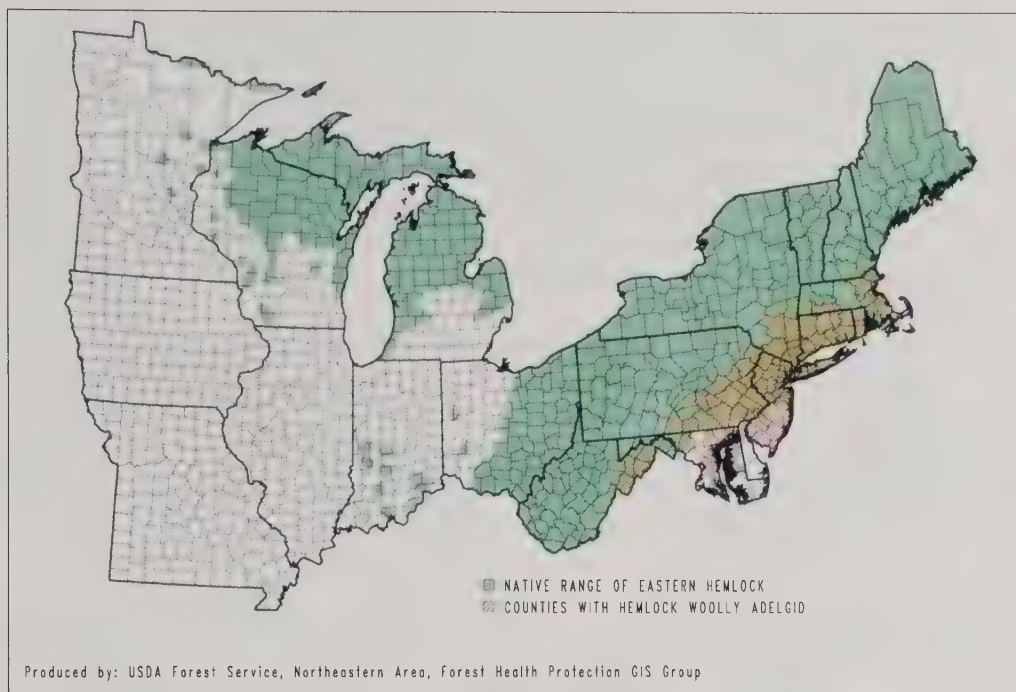 NATIVE RANGE OF EASTERN HEMLOCK
COUNTIES WITH HEMLOCK WOOLLY ADELGID
Produced by: USDA Forest Service, Northeastern Area, Forest Health Protection GIS Group